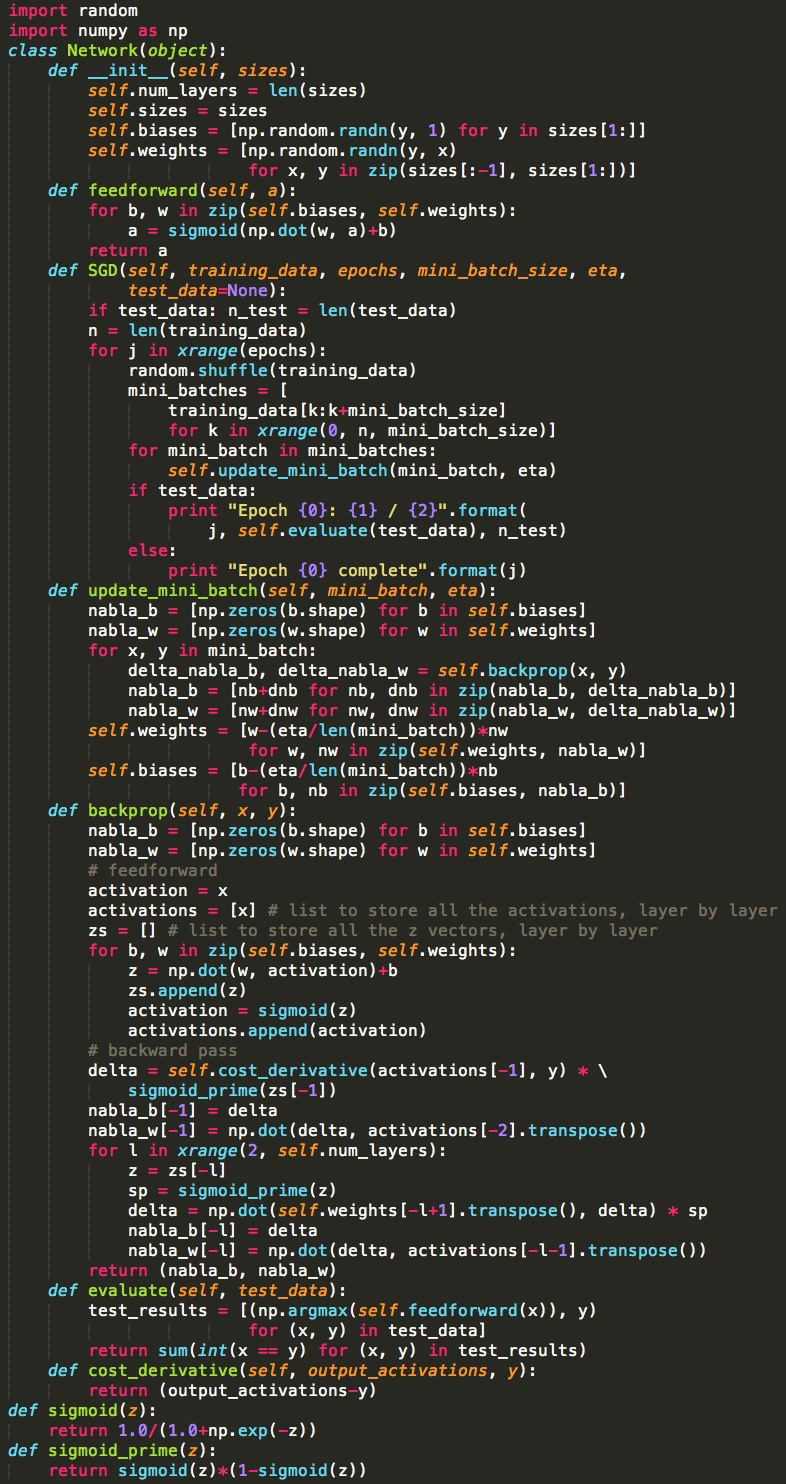 import random
import numpy as np
class Network(object):
    def __init__(self, sizes):
        self.num_layers = len(sizes)
        self.sizes = sizes
        self.biases = [np.random.randn(y, 1) for y in sizes[1:]]
        self.weights = [np.random.randn(y, x)
                        for x, y in zip(sizes[:-1], sizes[1:])]
    def feedforward(self, a):
        for b, w in zip(self.biases, self.weights):
            a = sigmoid(np.dot(w, a)+b)
        return a
    def SGD(self, training_data, epochs, mini_batch_size, eta,
            test_data=None):
        if test_data: n_test = len(test_data)
        n = len(training_data)
        for j in xrange(epochs):
            random.shuffle(training_data)
            mini_batches = [
                training_data[k:k+mini_batch_size]
                for k in xrange(0, n, mini_batch_size)]
            for mini_batch in mini_batches:
                self.update_mini_batch(mini_batch, eta)
            if test_data:
                print "Epoch {0}: {1} / {2}".format(
                    j, self.evaluate(test_data), n_test)
            else:
                print "Epoch {0} complete".format(j)
    def update_mini_batch(self, mini_batch, eta):
        nabla_b = [np.zeros(b.shape) for b in self.biases]
        nabla_w = [np.zeros(w.shape) for w in self.weights]
        for x, y in mini_batch:
            delta_nabla_b, delta_nabla_w = self.backprop(x, y)
            nabla_b = [nb+dnb for nb, dnb in zip(nabla_b, delta_nabla_b)]
            nabla_w = [nw+dnw for nw, dnw in zip(nabla_w, delta_nabla_w)]
        self.weights = [w-(eta/len(mini_batch))*nw
                        for w, nw in zip(self.weights, nabla_w)]
        self.biases = [b-(eta/len(mini_batch))*nb
                       for b, nb in zip(self.biases, nabla_b)]
    def backprop(self, x, y):
        nabla_b = [np.zeros(b.shape) for b in self.biases]
        nabla_w = [np.zeros(w.shape) for w in self.weights]
        # feedforward
        activation = x
        activations = [x] # list to store all the activations, layer by layer
        zs = [] # list to store all the z vectors, layer by layer
        for b, w in zip(self.biases, self.weights):
            z = np.dot(w, activation)+b
            zs.append(z)
            activation = sigmoid(z)
            activations.append(activation)
        # backward pass
        delta = self.cost_derivative(activations[-1], y) * \
            sigmoid_prime(zs[-1])
        nabla_b[-1] = delta
        nabla_w[-1] = np.dot(delta, activations[-2].transpose())
        for l in xrange(2, self.num_layers):
            z = zs[-l]
            sp = sigmoid_prime(z)
            delta = np.dot(self.weights[-l+1].transpose(), delta) * sp
            nabla_b[-l] = delta
            nabla_w[-l] = np.dot(delta, activations[-l-1].transpose())
        return (nabla_b, nabla_w)
    def evaluate(self, test_data):
        test_results = [(np.argmax(self.feedforward(x)), y)
                        for (x, y) in test_data]
        return sum(int(x == y) for (x, y) in test_results)
    def cost_derivative(self, output_activations, y):
        return (output_activations-y)
def sigmoid(z):
    return 1.0/(1.0+np.exp(-z))
def sigmoid_prime(z):
    return sigmoid(z)*(1-sigmoid(z))